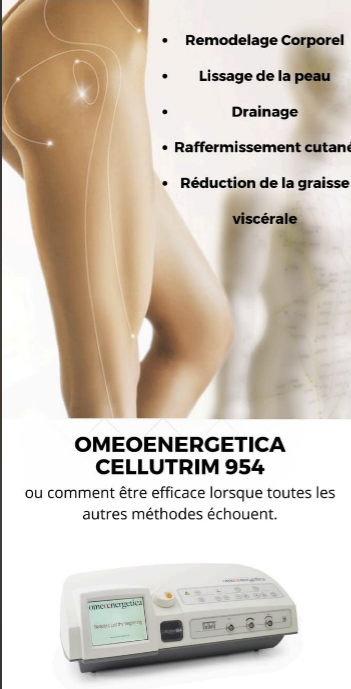 Remodelage Corporel
Lissage de la peau
Drainage
Raffermissement cutané
Réduction de la graisse
viscérale
OMEOENERGETICA
CELLUTRIM 954
ou comment être efficace lorsque toutes les
autres méthodes échouent.
omeoenergetica
omeoenergetica